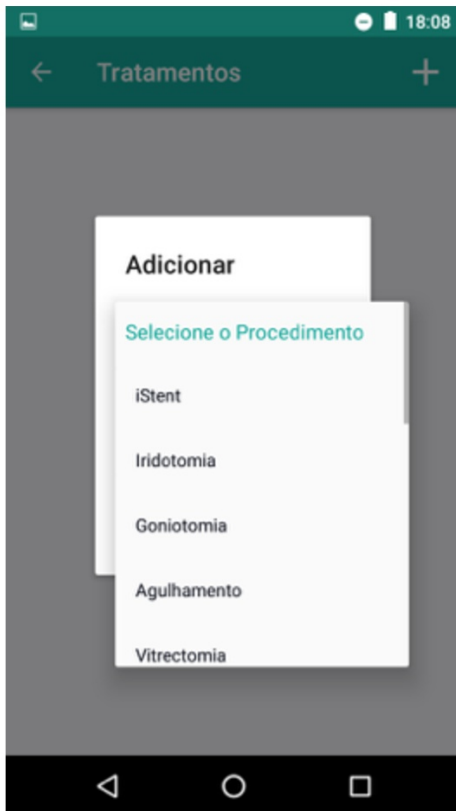 18:08
Tratamentos
Adicionar
Selecione o Procedimento
iStent
Iridotomia
Goniotomia
Agulhamento
Vitrectomia